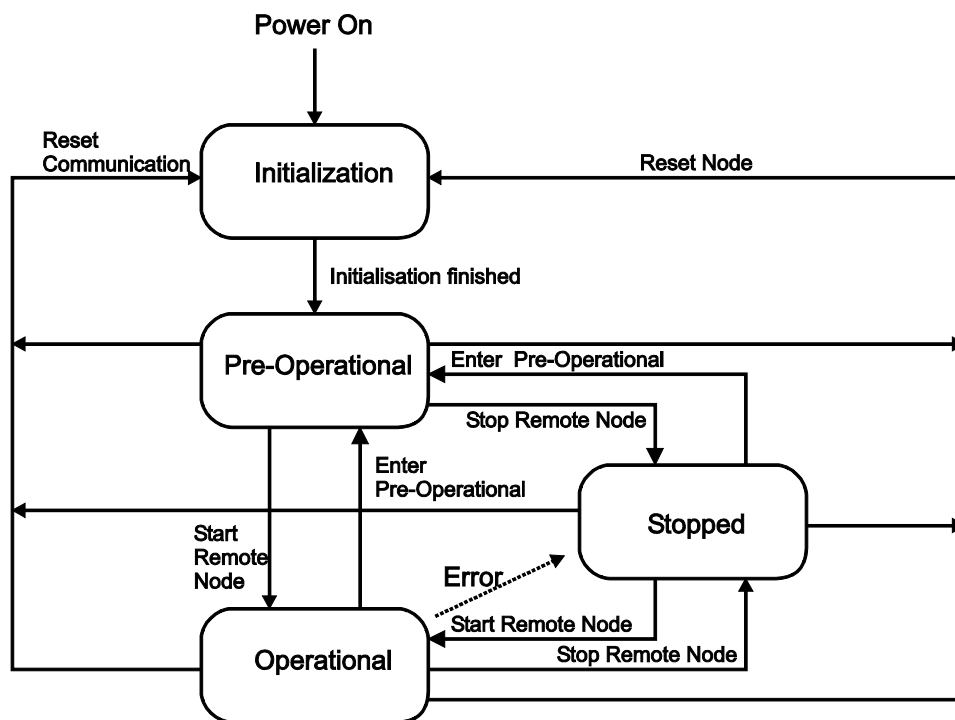 Power On
Reset
Communication
Initialization
Reset Node
Initialisation finished
Pre-Operational
Enter Pre-Operational
Stop Remote Node
Enter
Pre-Operational
Stopped
Start
Remote
Node
Error
Start Remote Node
Operational
Stop Remote Node